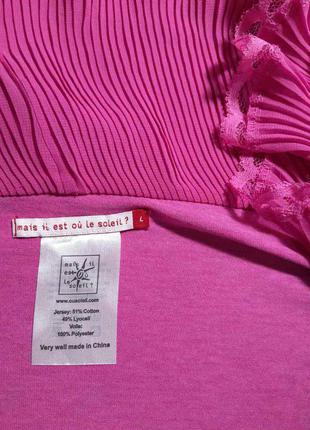 mais il est où le soleil ?
L
mais il
est où
le
soleil ?
www.ousoleil.com
Jersey: 51% Cotton
49% Lyocell
Voile:
100% Polyester
Very well made in China